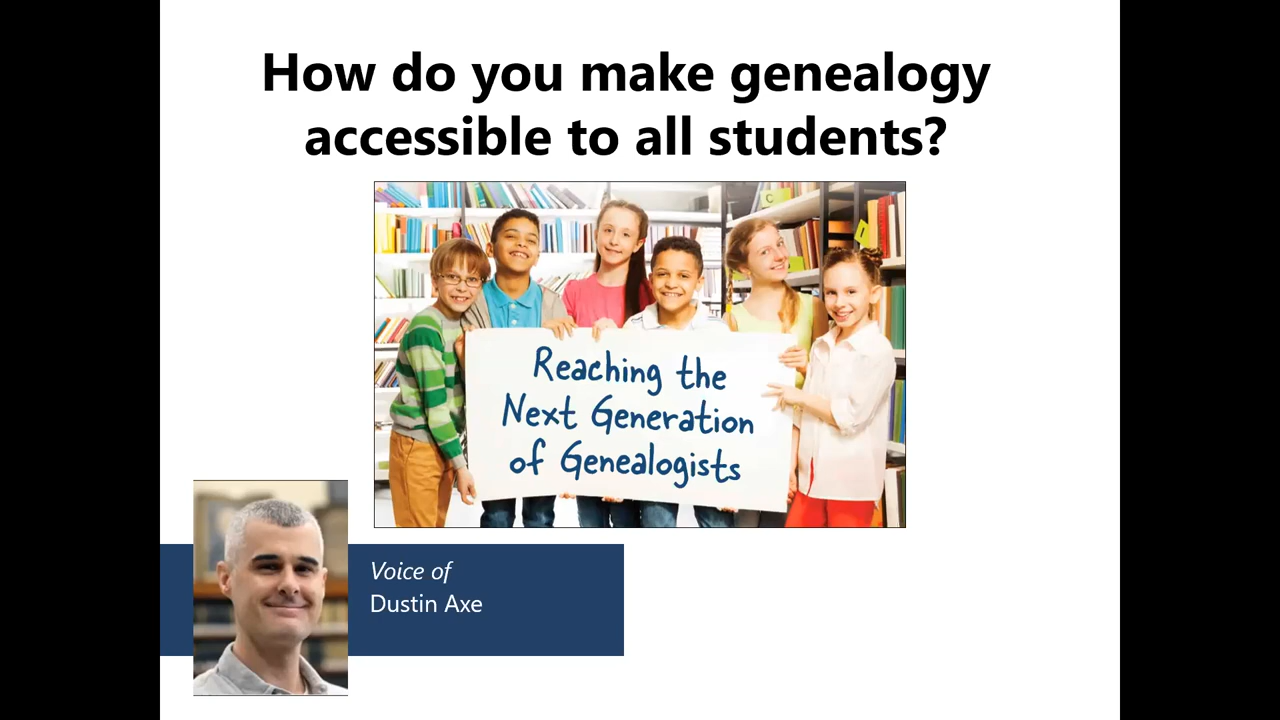 How do you make genealogy
accessible to all students?
C
Reaching the
Next Generation
of Genealogists
Voice of
Dustin Axe